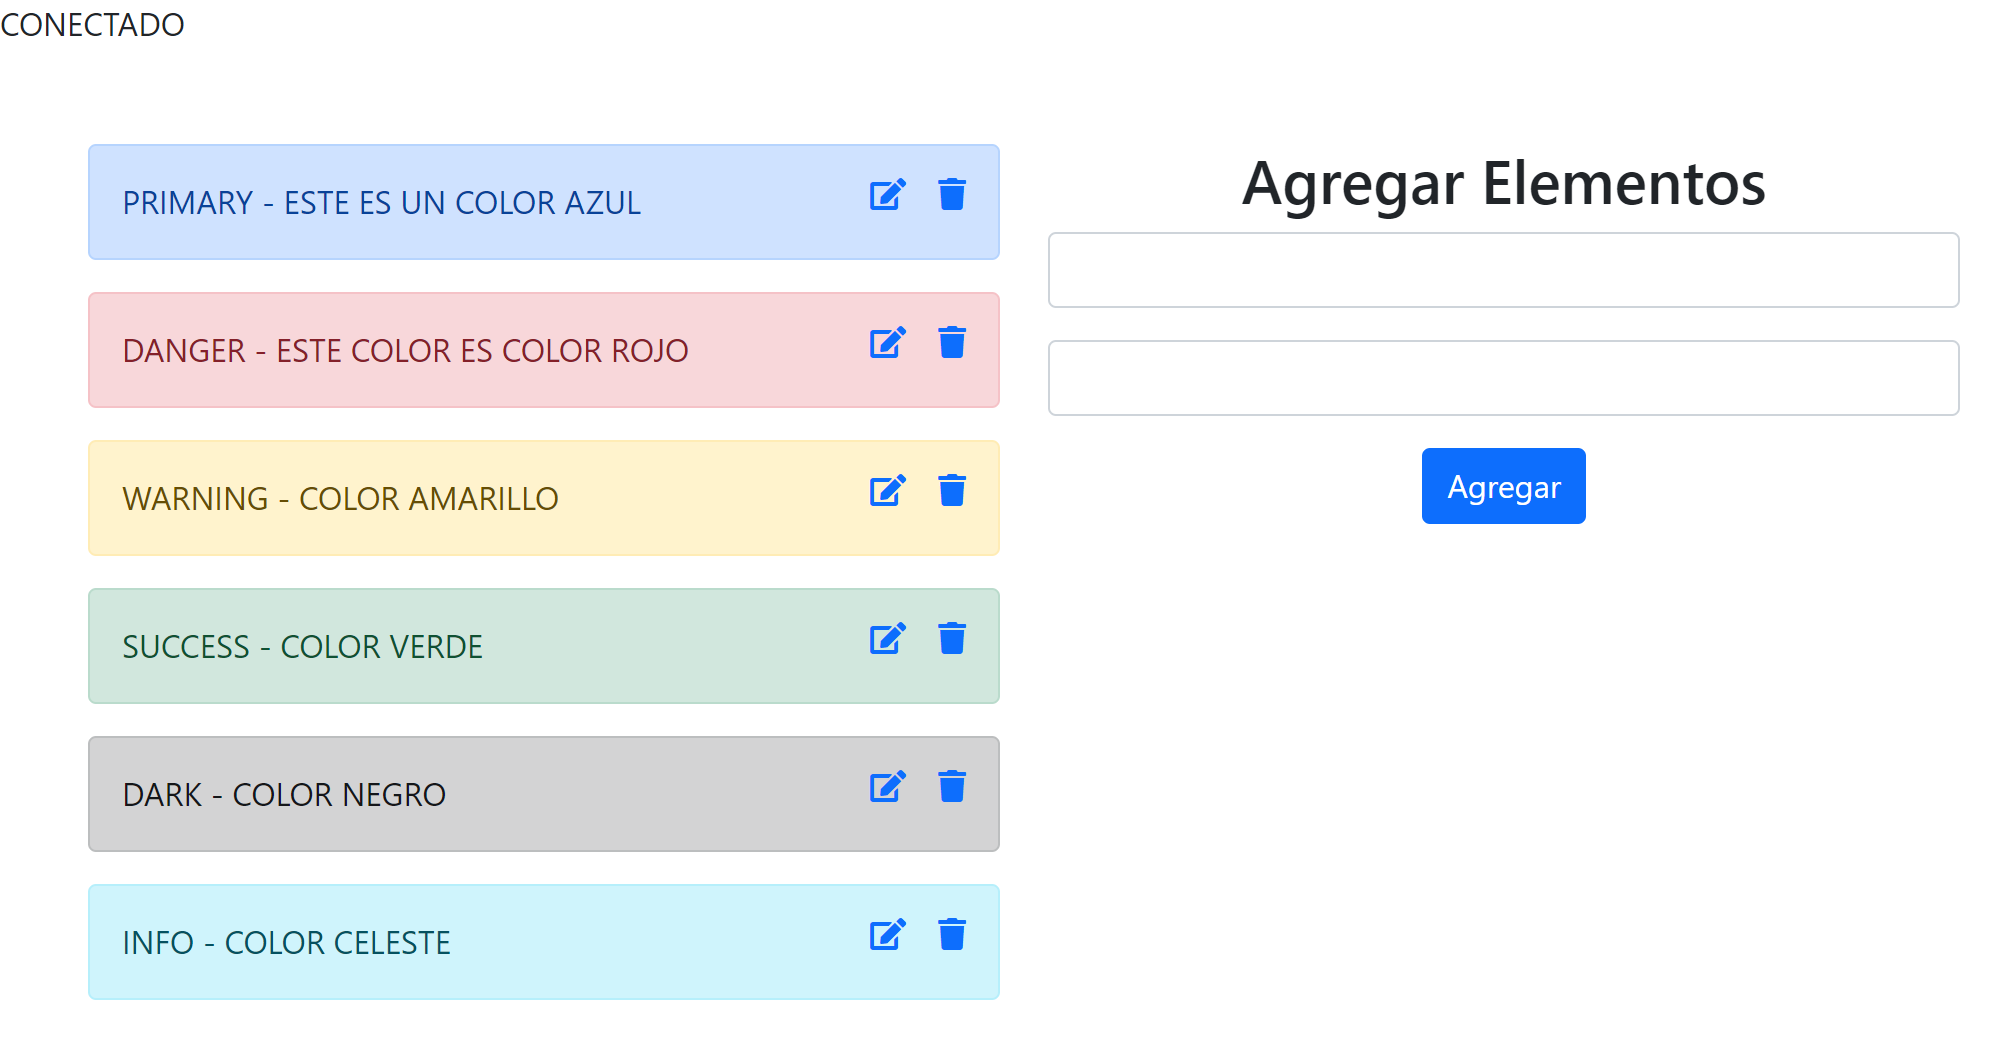 CONECTADO
PRIMARY - ESTE ES UN COLOR AZUL
DANGER - ESTE COLOR ES COLOR ROJO
WARNING - COLOR AMARILLO
SUCCESS - COLOR VERDE
DARK - COLOR NEGRO
INFO - COLOR CELESTE
Agregar Elementos
Agregar